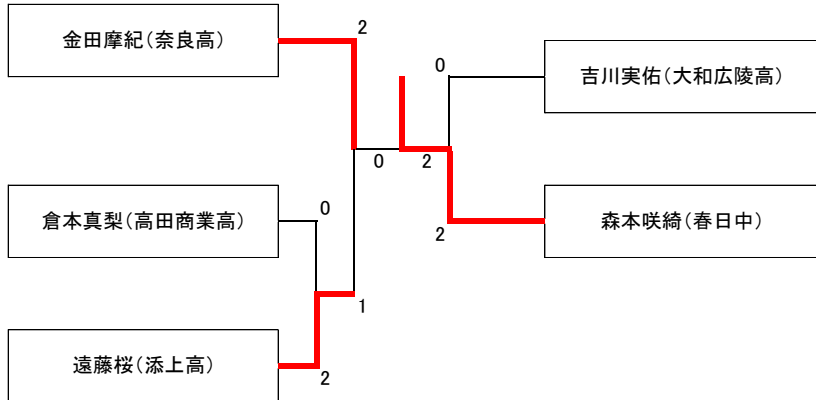 金田摩紀(奈良高)
2
0
吉川実佑(大和広陵高)
0
2
倉本真梨(高田商業高)
0
2
森本咲綺(春日中)
1
遠藤桜(添上高)
2